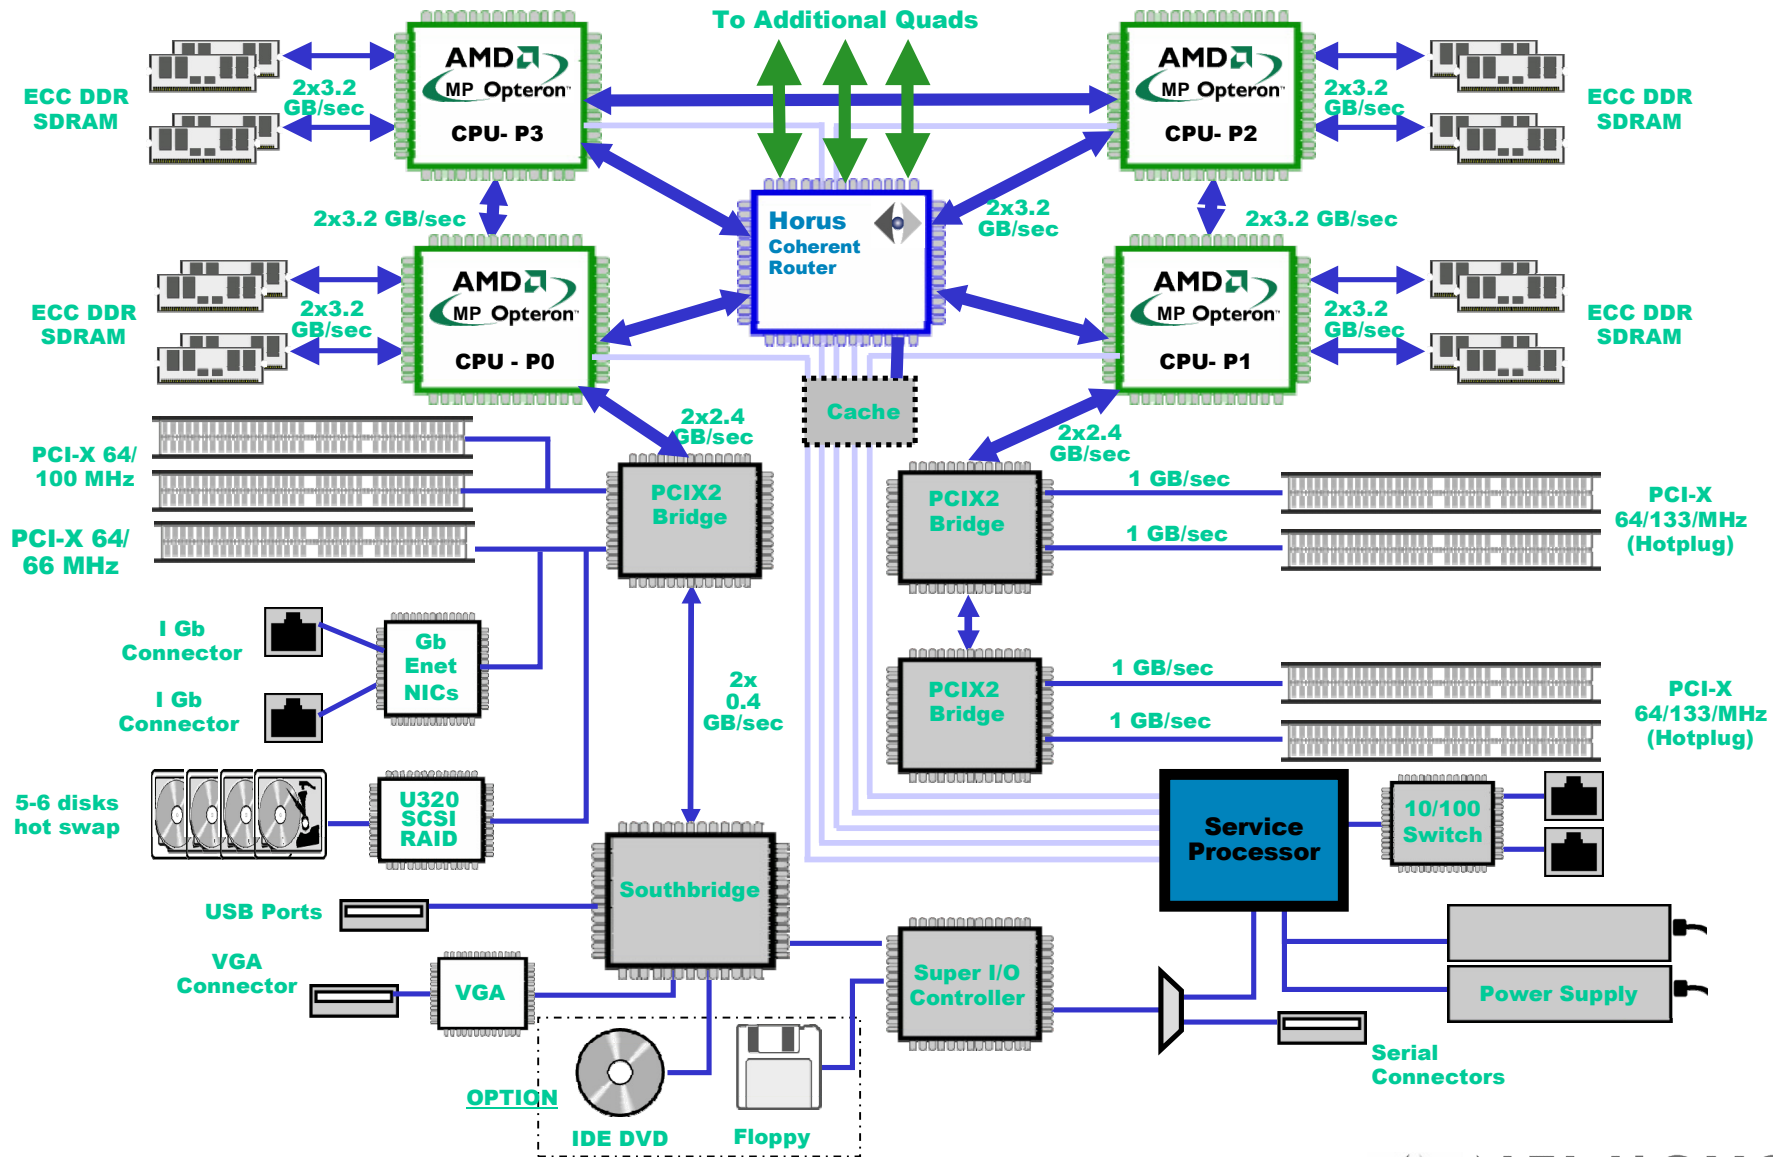 To Additional Quads
ECC DDR
SDRAM
2x3.2
GB/sec
AMD
MP Opteron™
CPU- P3
AMD
MP Opteron™
CPU- P2
2x3.2
GB/sec
ECC DDR
SDRAM
2x3.2 GB/sec
Horus
Coherent
Router
2x3.2
GB/sec
2x3.2 GB/sec
ECC DDR
SDRAM
2x3.2
GB/sec
AMD
MP Opteron™
CPU - P0
AMD
MP Opteron™
CPU- P1
2x3.2
GB/sec
ECC DDR
SDRAM
Cache
2x2.4
GB/sec
2x2.4
GB/sec
PCI-X 64/
100 MHz
PCI-X 64/
66 MHz
PCIX2
Bridge
PCIX2
Bridge
1 GB/sec
1 GB/sec
PCI-X
64/133/MHz
(Hotplug)
I Gb
Connector
I Gb
Connector
Gb
Enet
NICs
2x
0.4
GB/sec
PCIX2
Bridge
1 GB/sec
1 GB/sec
PCI-X
64/133/MHz
(Hotplug)
5-6 disks
hot swap
U320
SCSI
RAID
Service
Processor
10/100
Switch
Southbridge
USB Ports
VGA
Connector
VGA
Super I/O
Controller
Power Supply
Serial
Connectors
OPTION
IDE DVD
Floppy